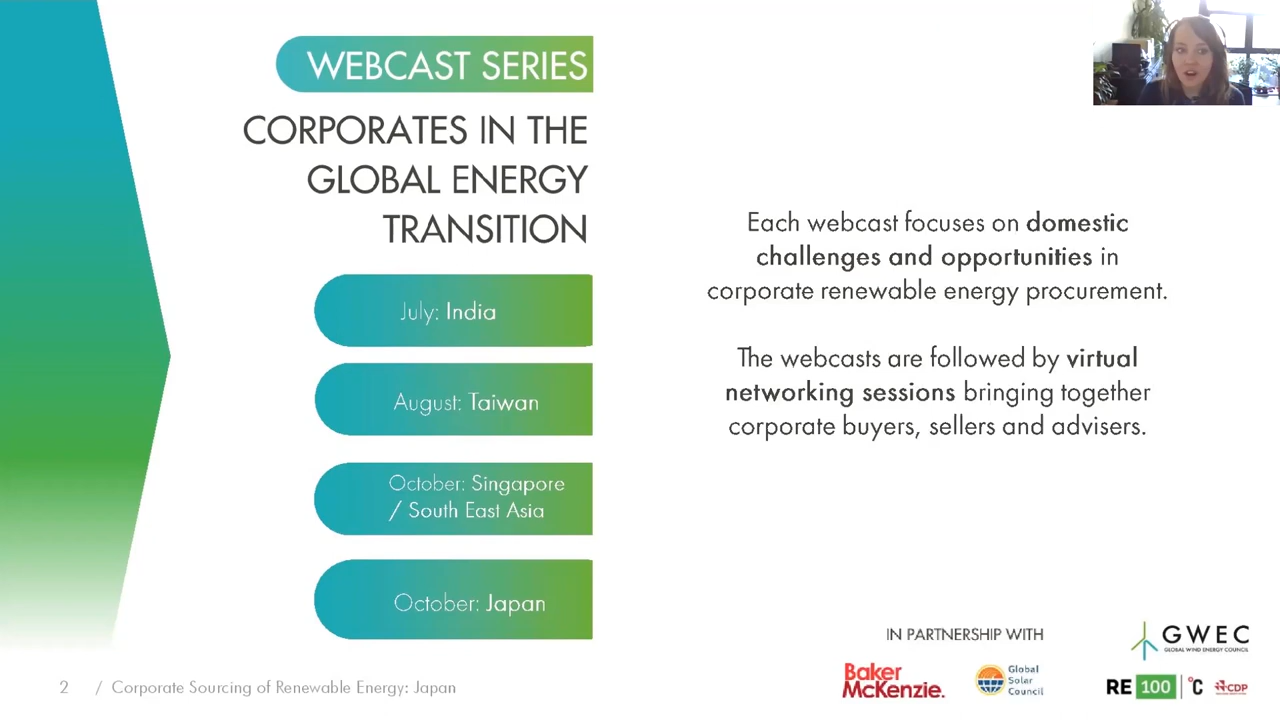 WEBCAST SERIES
CORPORATES IN THE
GLOBAL ENERGY
TRANSITION
July: India
August: Taiwan
October: Singapore
/ South East Asia
October: Japan
Each webcast focuses on domestic
challenges and opportunities in
corporate renewable energy procurement.
The webcasts are followed by virtual
networking sessions bringing together
corporate buyers, sellers and advisers.
IN PARTNERSHIP WITH
Baker
McKenzie.
Global
Solar
Council
GWEC
GLOBAL WIND ENERGY COUNCIL
RE 100 °C CDP
2 / Corporate Sourcing of Renewable Energy: Japan